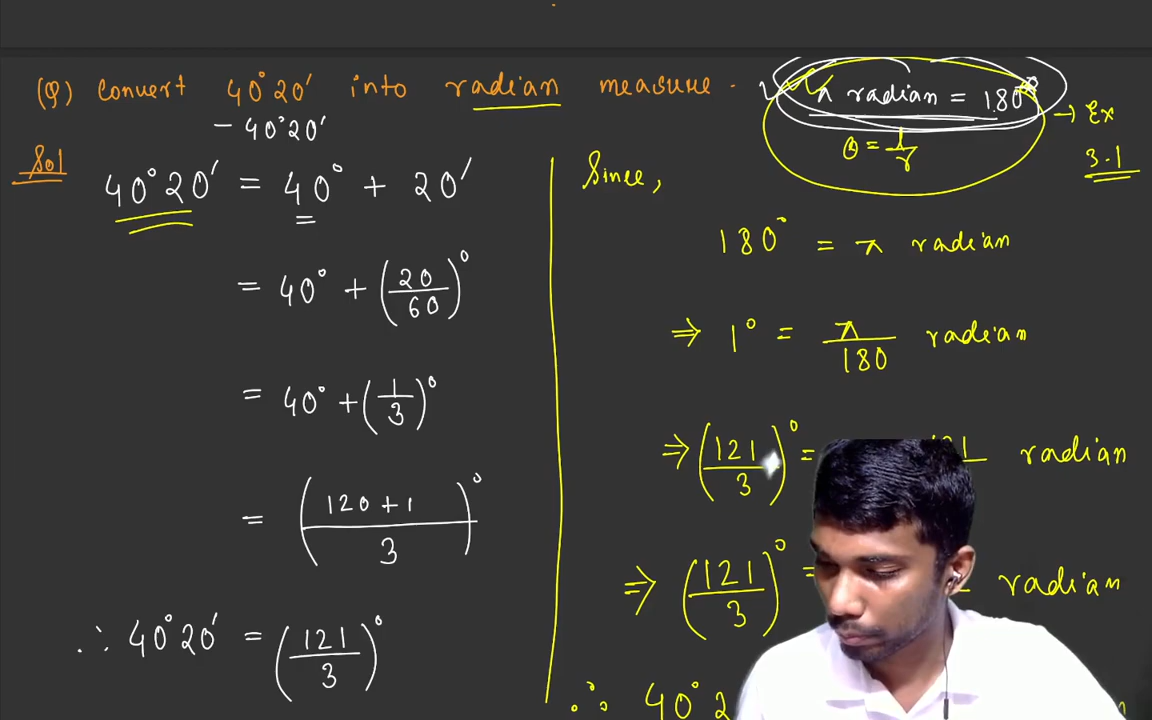 (Q) Convert 40°20' into radian measure.
- 40°20'
π radian = 180°
θ = l/r
→ Ex
3.1
Sol
40°20' = 40° + 20'
= 40° + (20/60)°
= 40° + (1/3)°
= (120+1/3)°
∴ 40°20' = (121/3)°
Since,
180° = π radian
⇒ 1° = π/180 radian
⇒ (121/3)° = 121 radian
⇒ (121/3)° = radian
∴ 40°2